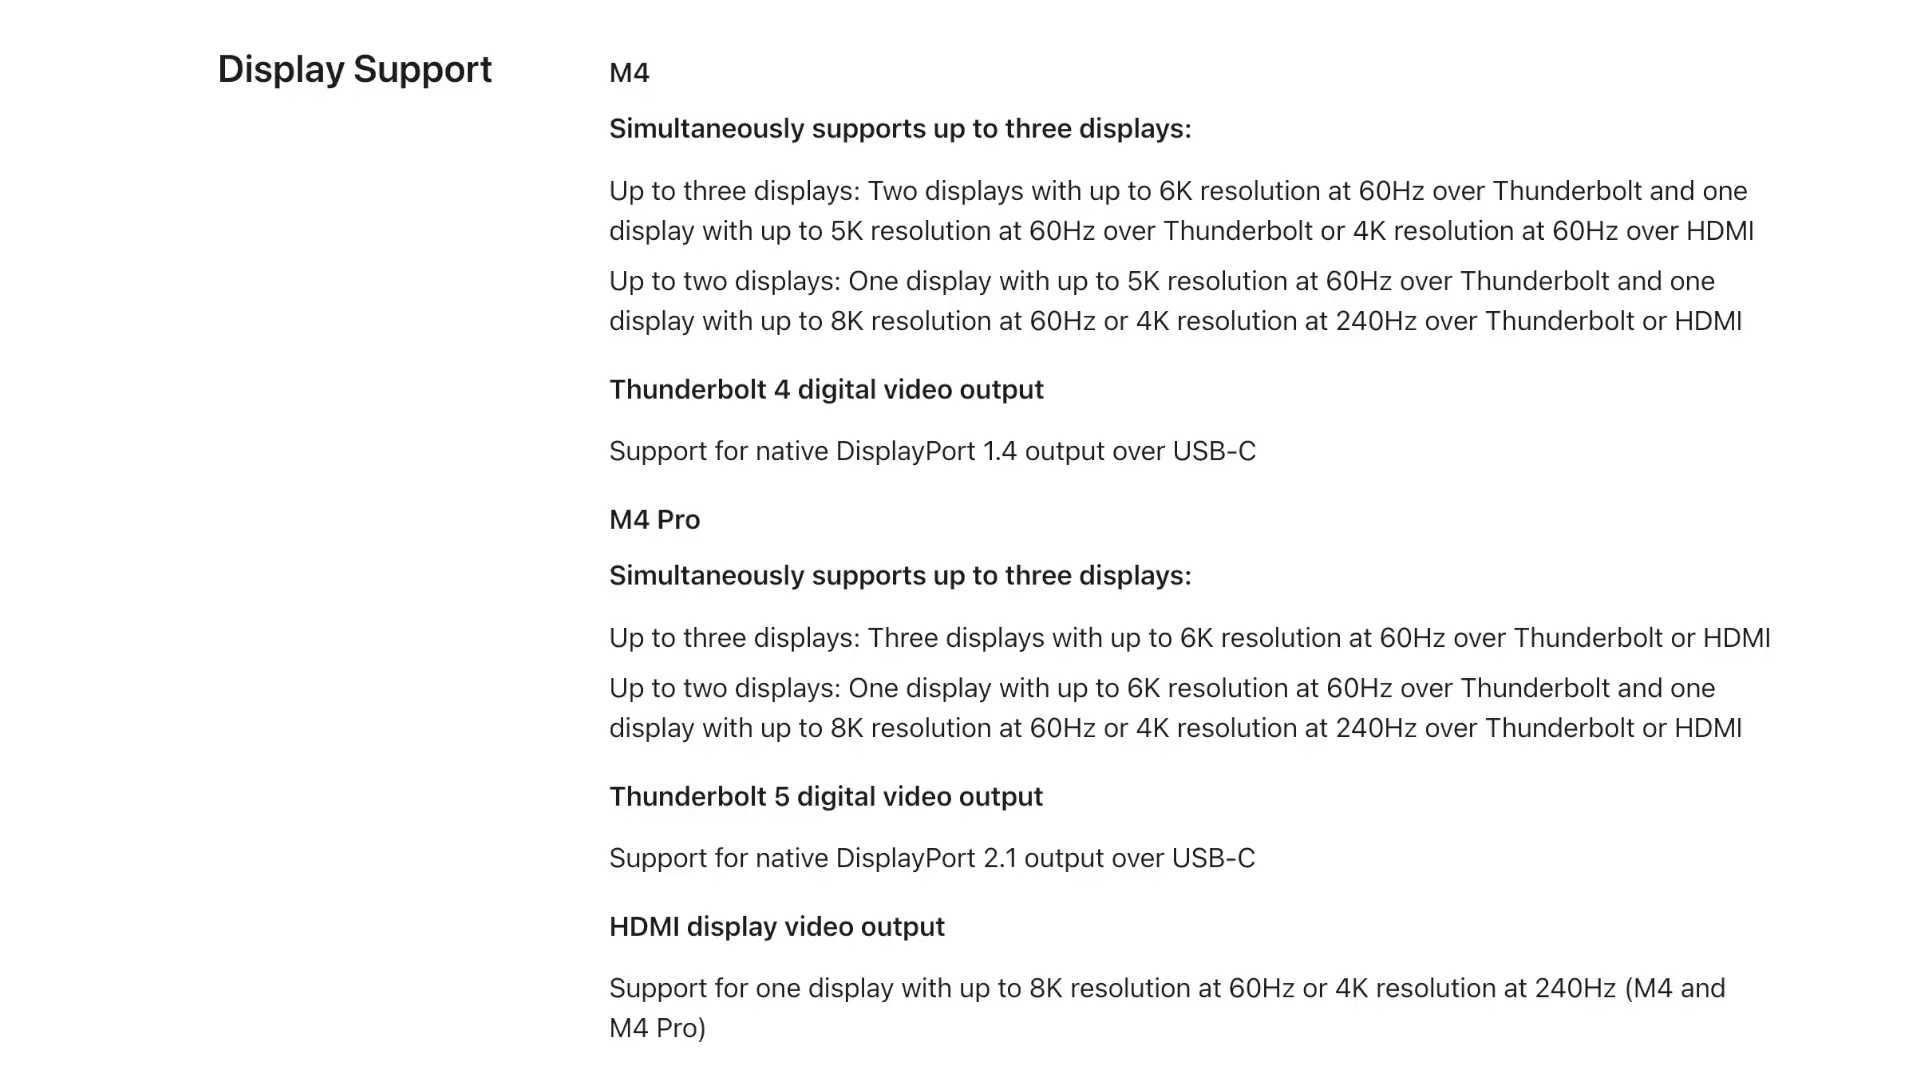 Display Support
M4
Simultaneously supports up to three displays:
Up to three displays: Two displays with up to 6K resolution at 60Hz over Thunderbolt and one
display with up to 5K resolution at 60Hz over Thunderbolt or 4K resolution at 60Hz over HDMI
Up to two displays: One display with up to 5K resolution at 60Hz over Thunderbolt and one
display with up to 8K resolution at 60Hz or 4K resolution at 240Hz over Thunderbolt or HDMI
Thunderbolt 4 digital video output
Support for native DisplayPort 1.4 output over USB-C
M4 Pro
Simultaneously supports up to three displays:
Up to three displays: Three displays with up to 6K resolution at 60Hz over Thunderbolt or HDMI
Up to two displays: One display with up to 6K resolution at 60Hz over Thunderbolt and one
display with up to 8K resolution at 60Hz or 4K resolution at 240Hz over Thunderbolt or HDMI
Thunderbolt 5 digital video output
Support for native DisplayPort 2.1 output over USB-C
HDMI display video output
Support for one display with up to 8K resolution at 60Hz or 4K resolution at 240Hz (M4 and
M4 Pro)